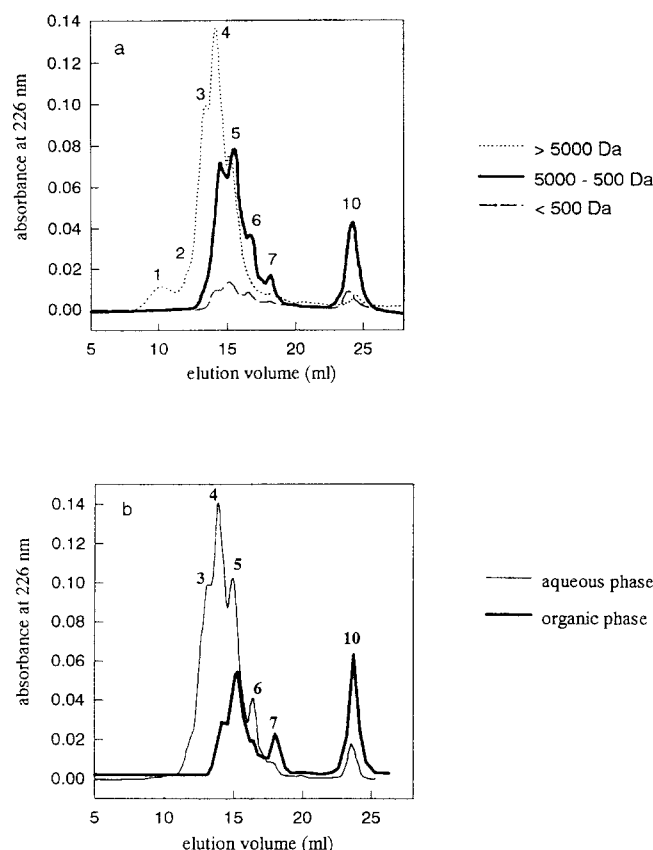 absorbance at 226 nm
0.14
0.12
0.10
0.08
0.06
0.04
0.02
0.00
a
1
2
3
4
5
6
7
10
5 10 15 20 25
elution volume (ml)
> 5000 Da
5000 - 500 Da
< 500 Da
absorbance at 226 nm
0.14
0.12
0.10
0.08
0.06
0.04
0.02
0.00
b
3
4
5
6
7
10
5 10 15 20 25
elution volume (ml)
aqueous phase
organic phase